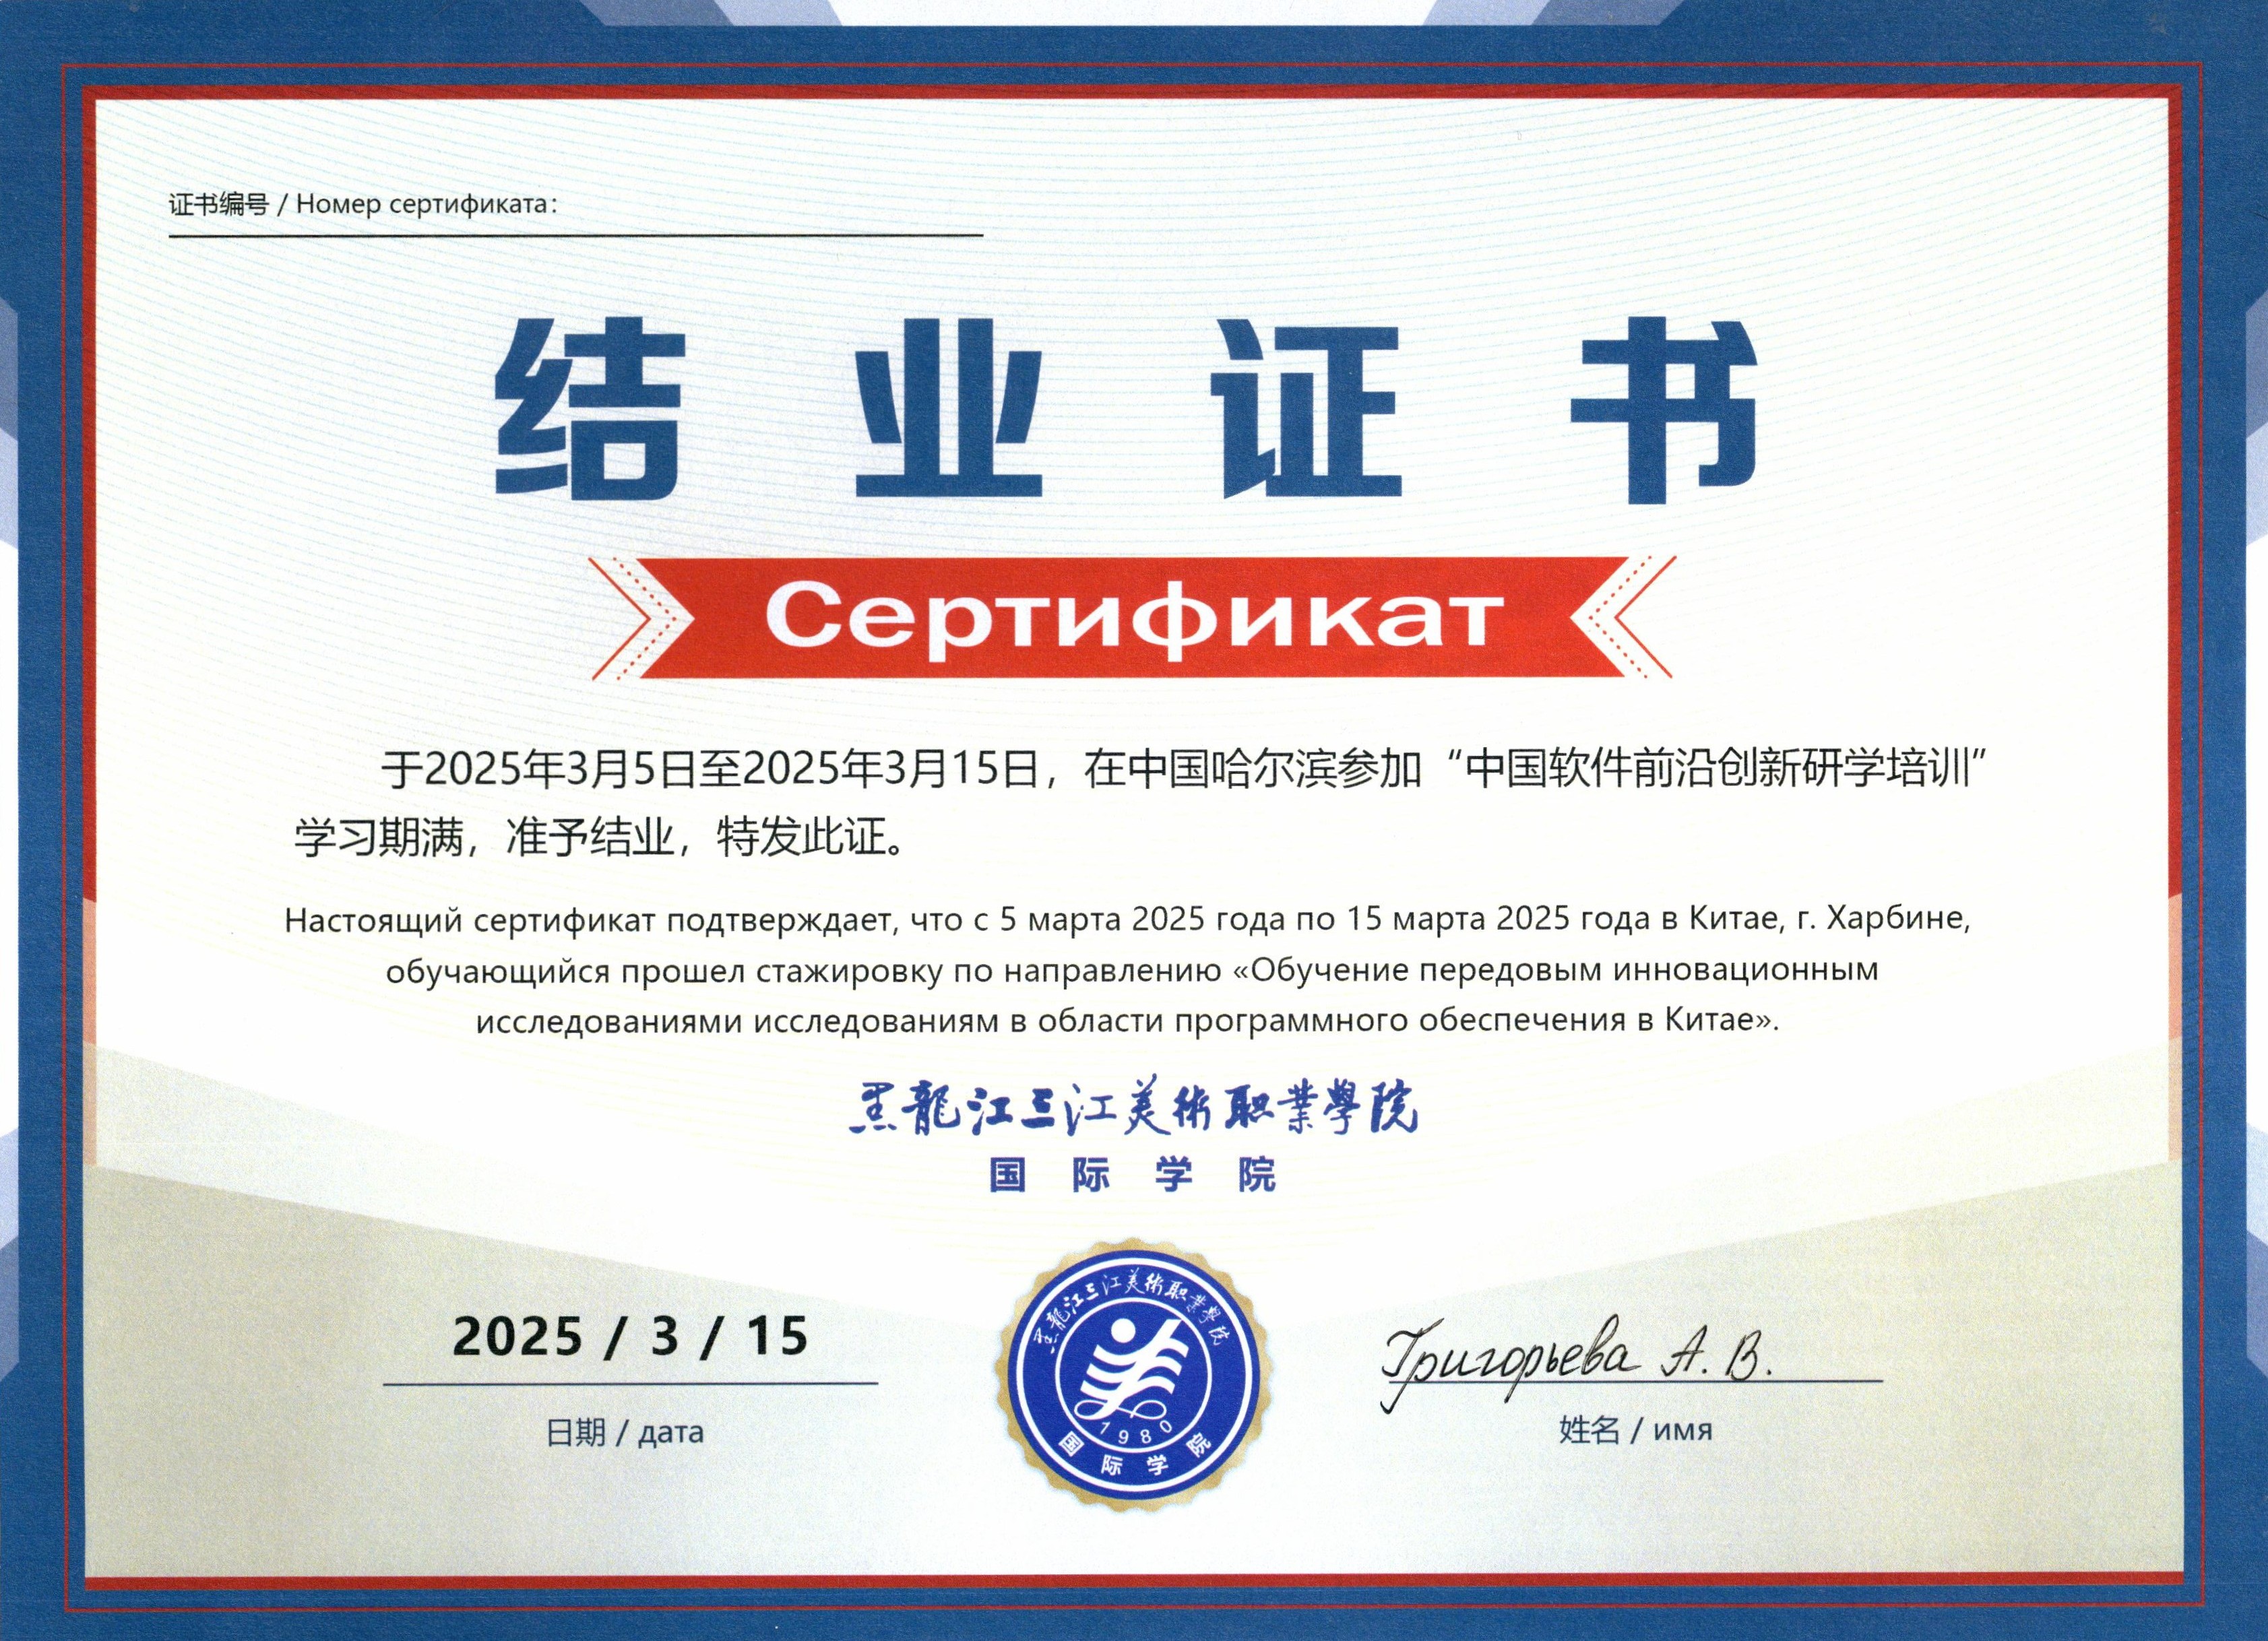 证书编号 / Номер сертификата:
结业证书
Сертификат
于2025年3月5日至2025年3月15日，在中国哈尔滨参加“中国软件前沿创新研学培训”
学习期满，准予结业，特发此证。
Настоящий сертификат подтверждает, что с 5 марта 2025 года по 15 марта 2025 года в Китае, г. Харбине,
обучающийся прошел стажировку по направлению «Обучение передовым инновационным
исследованиями исследованиям в области программного обеспечения в Китае».
黑龍江三江美術职業學院
国际学院
黑龍江三江美術职業學院
1980
国际学院
2025 / 3 / 15
日期 / дата
Григорьева А. В.
姓名 / имя